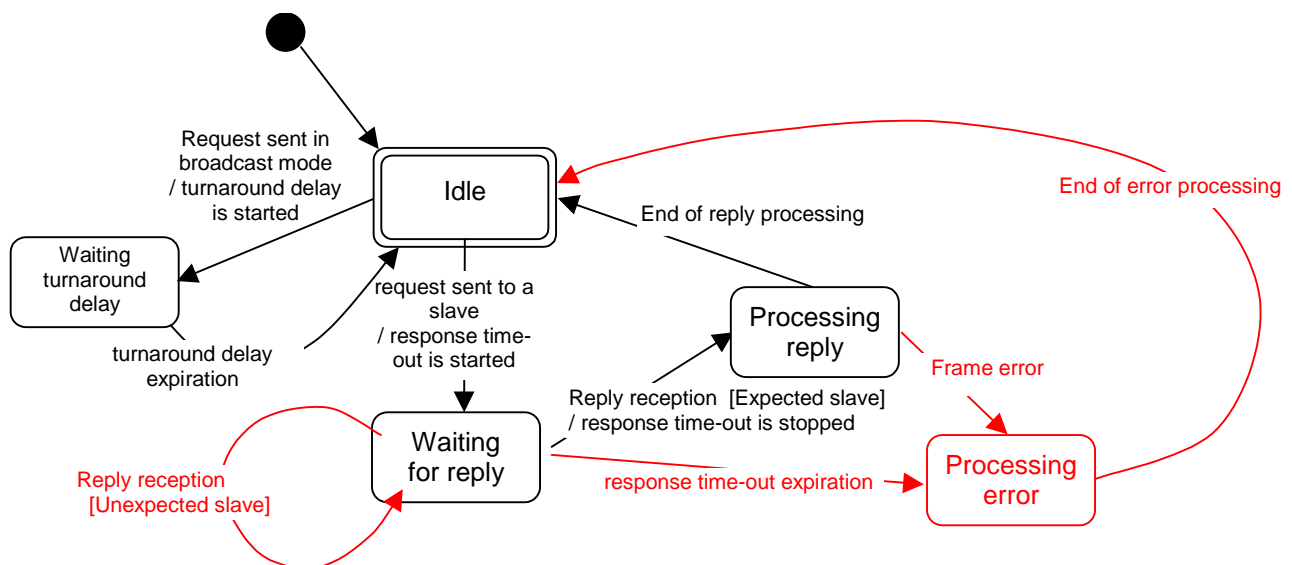 Request sent in
broadcast mode
/ turnaround delay
is started
Idle
End of error processing
End of reply processing
Waiting
turnaround
delay
request sent to a
slave
/ response time-
out is started
Processing
reply
turnaround delay
expiration
Frame error
Reply reception [Expected slave]
/ response time-out is stopped
Waiting
for reply
Processing
error
response time-out expiration
Reply reception
[Unexpected slave]